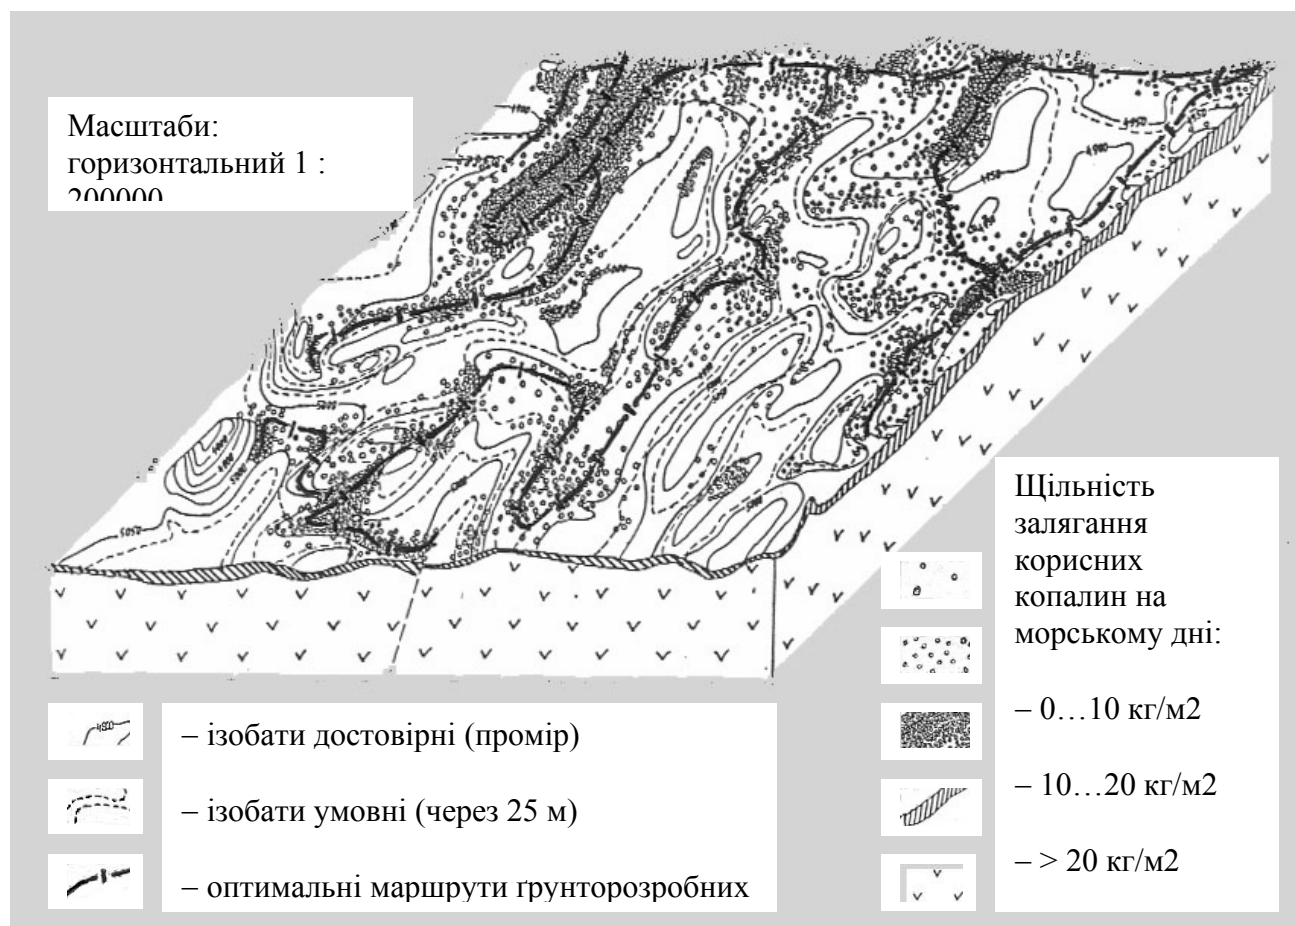 Масштаби:
горизонтальний 1 :
200000
Щільність
залягання
корисних
копалин на
морському дні:
– 0…10 кг/м2
– 10…20 кг/м2
– > 20 кг/м2
– ізобати достовірні (промір)
– ізобати умовні (через 25 м)
– оптимальні маршрути ґрунторозробних